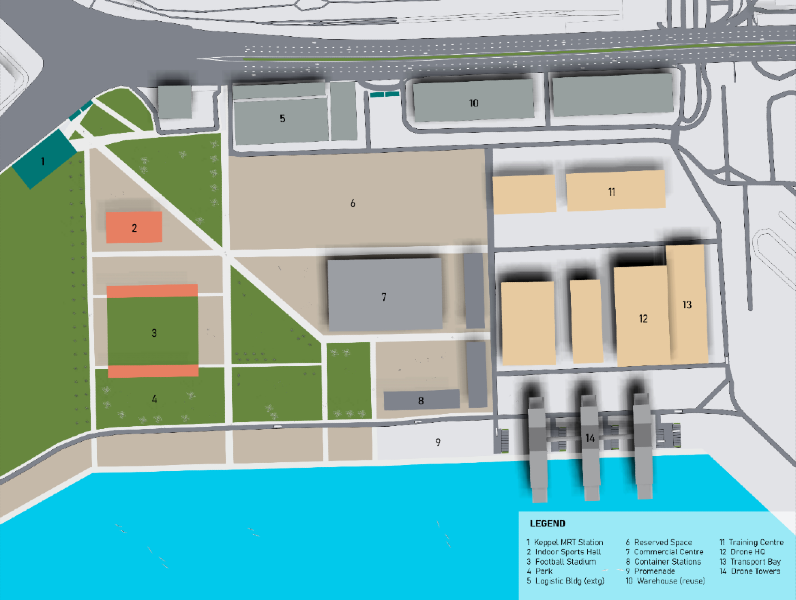 10
5
1
11
6
2
7
13
12
3
4
8
14
9
LEGEND
1 Keppel MRT Station
2 Indoor Sports Hall
3 Football Stadium
4 Park
5 Logistic Bldg (extg)
6 Reserved Space
7 Commercial Centre
8 Container Stations
9 Promenade
10 Warehouse (reuse)
11 Training Centre
12 Drone HQ
13 Transport Bay
14 Drone Towers